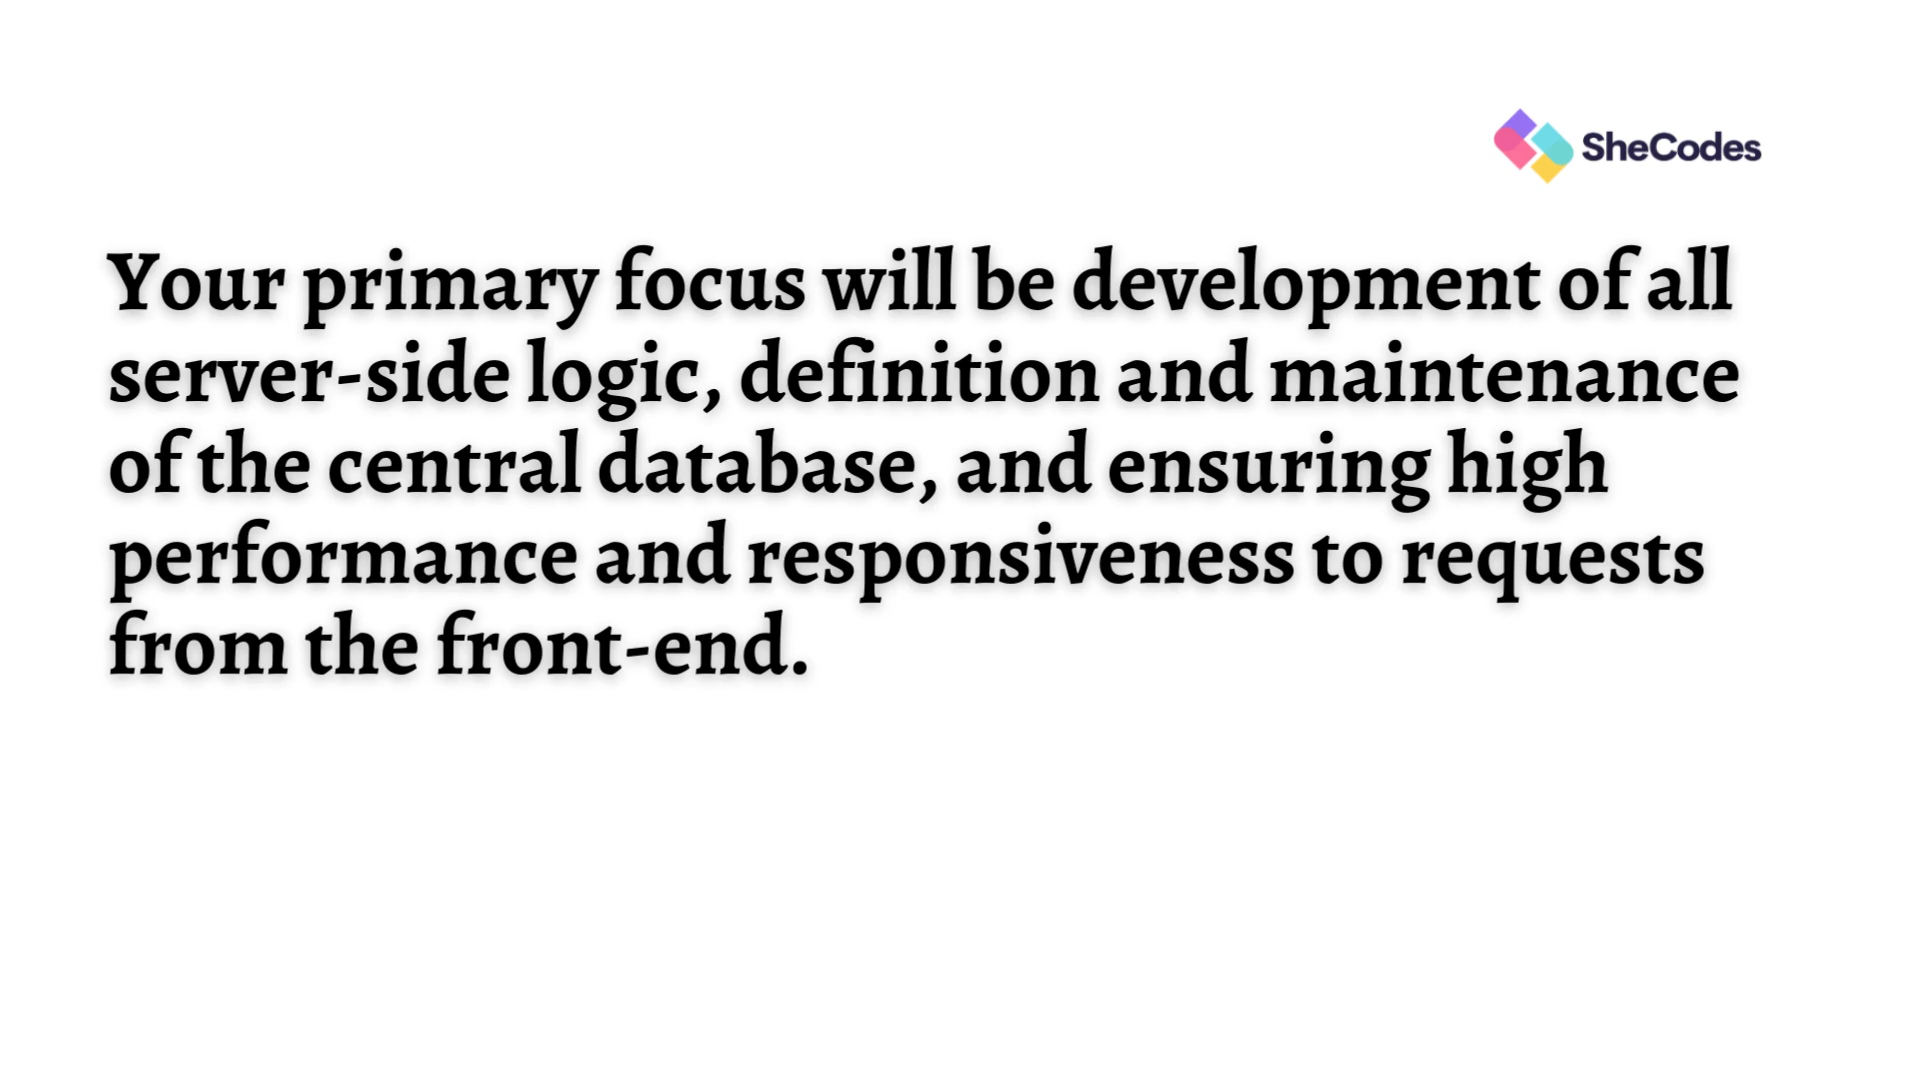 SheCodes
Your primary focus will be development of all
server-side logic, definition and maintenance
of the central database, and ensuring high
performance and responsiveness to requests
from the front-end.